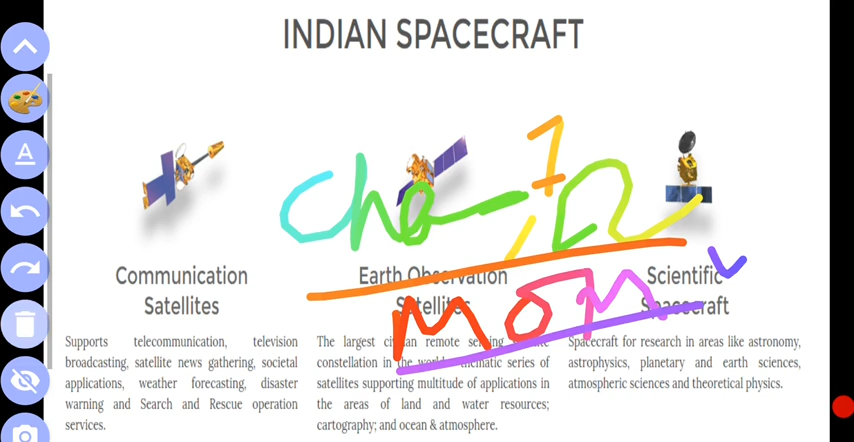 INDIAN SPACECRAFT
Communication
Satellites
Supports telecommunication, television
broadcasting, satellite news gathering, societal
applications, weather forecasting, disaster
warning and Search and Rescue operation
services.
Earth Observation
Satellites
The largest civilian remote sensing satellite
constellation in the world - thematic series of
satellites supporting multitude of applications in
the areas of land and water resources;
cartography; and ocean & atmosphere.
Scientific
Spacecraft
Spacecraft for research in areas like astronomy,
astrophysics, planetary and earth sciences,
atmospheric sciences and theoretical physics.
mom